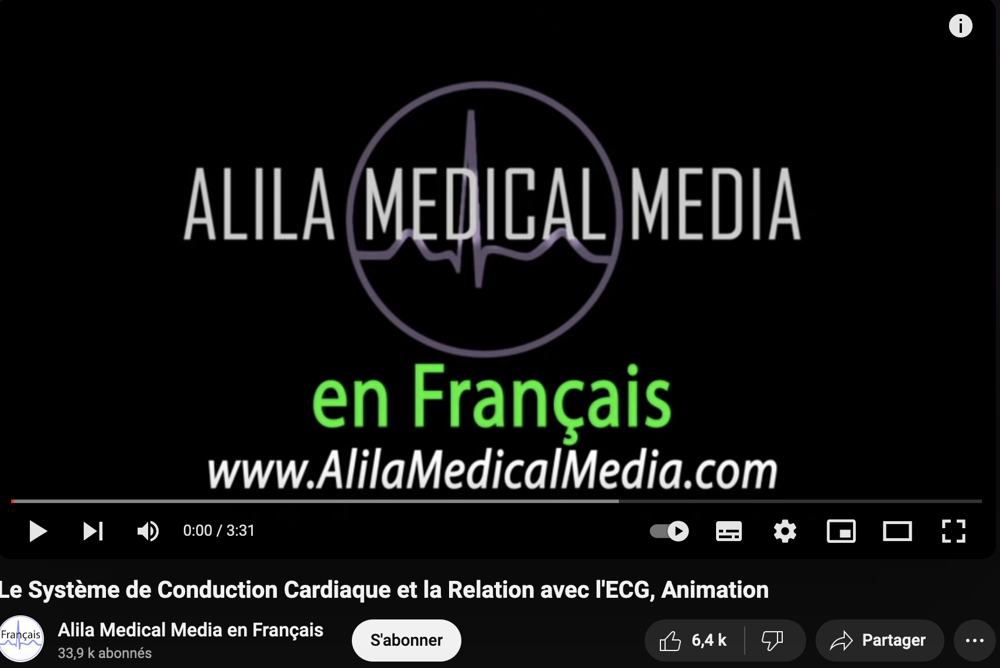 ALILA MEDICAL MEDIA
en Français
www.AlilaMedicalMedia.com
0:00 / 3:31
Le Système de Conduction Cardiaque et la Relation avec l'ECG, Animation
Français
Alila Medical Media en Français
33,9 k abonnés
S'abonner
6,4 k
Partager